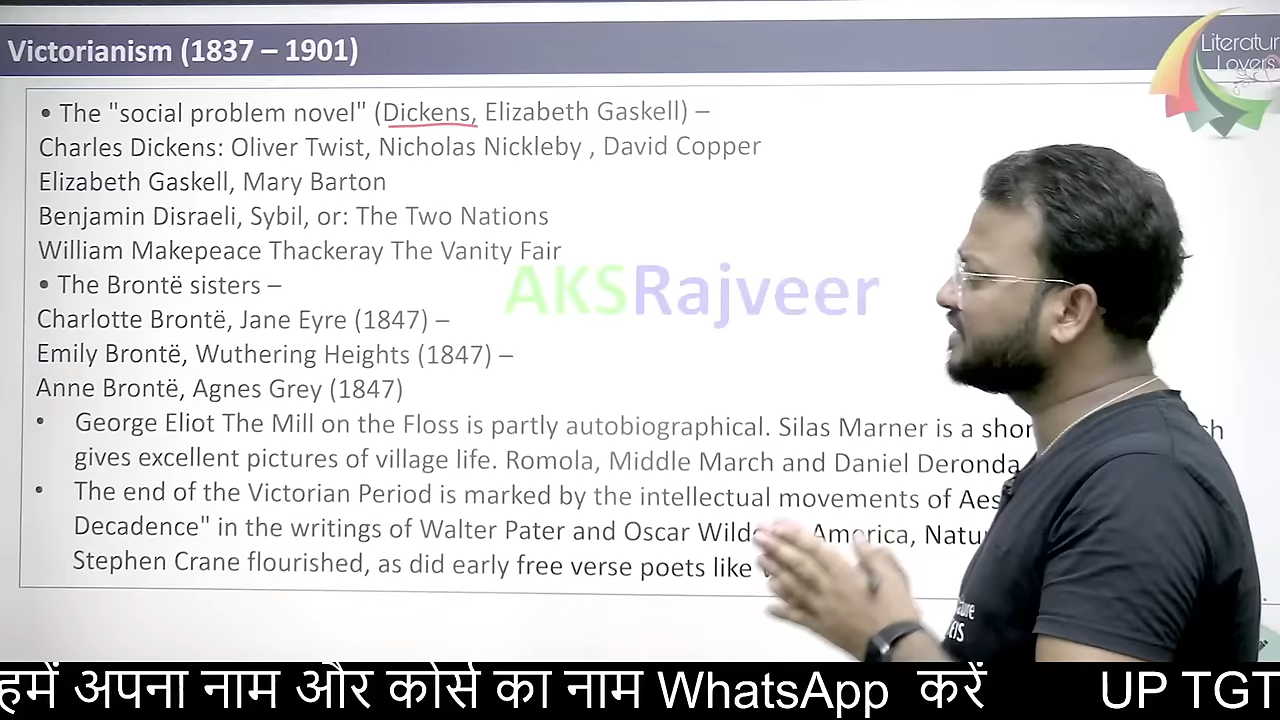 Victorianism (1837 – 1901)
Literatur
Lovers
• The "social problem novel" (Dickens, Elizabeth Gaskell) –
Charles Dickens: Oliver Twist, Nicholas Nickleby , David Copper
Elizabeth Gaskell, Mary Barton
Benjamin Disraeli, Sybil, or: The Two Nations
William Makepeace Thackeray The Vanity Fair
AKSRajveer
• The Brontë sisters –
Charlotte Brontë, Jane Eyre (1847) –
Emily Brontë, Wuthering Heights (1847) –
Anne Brontë, Agnes Grey (1847)
• George Eliot The Mill on the Floss is partly autobiographical. Silas Marner is a shor
gives excellent pictures of village life. Romola, Middle March and Daniel Deronda
• The end of the Victorian Period is marked by the intellectual movements of Aes
Decadence" in the writings of Walter Pater and Oscar Wilde America, Natu
Stephen Crane flourished, as did early free verse poets like
हमें अपना नाम और कोर्स का नाम WhatsApp करें UP TGT